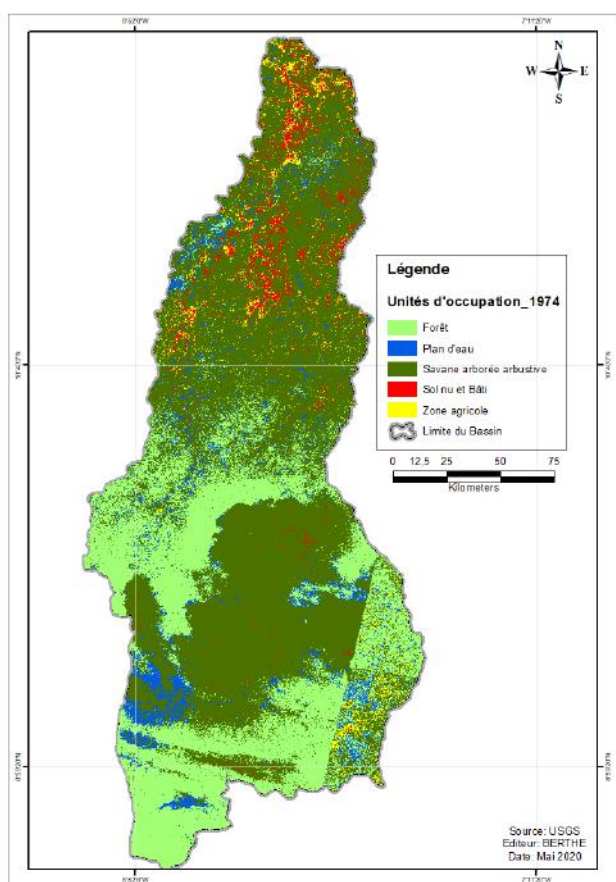 N
W E
S
Légende
Unités d'occupation_1974
Forêt
Plan d'eau
Savane arborée arbustive
Sol nu et Bâti
Zone agricole
Limite du Bassin
0 12,5 25 50 75
Kilometers
Source: USGS
Editeur: BERTHE
Date: Mai 2020